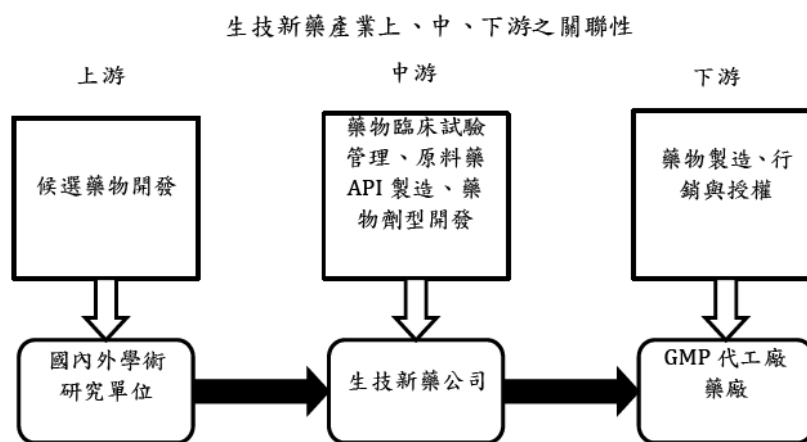 生技新藥產業上、中、下游之關聯性
上游
中游
下游
候選藥物開發
藥物臨床試驗
管理、原料藥
API 製造、藥
物劑型開發
藥物製造、行
銷與授權
國內外學術
研究單位
生技新藥公司
GMP 代工廠
藥廠